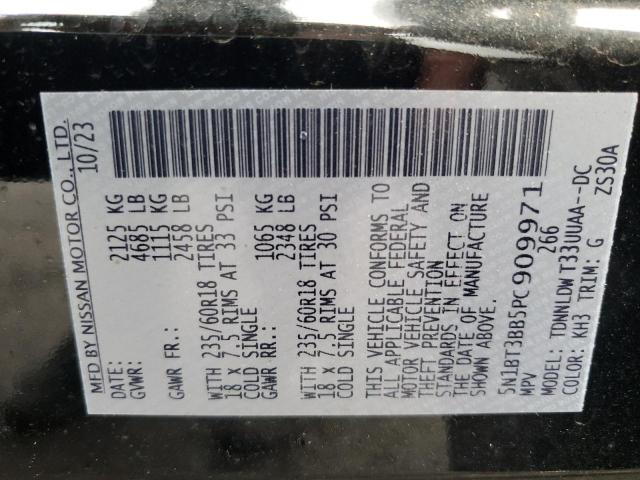 MFD BY NISSAN MOTOR CO., LTD.
DATE: 10/23
GVWR: 2125 KG
4685 LB
GAWR FR.: 1115 KG
2458 LB
WITH 235/60R18 TIRES
18 X 7.5 RIMS AT 33 PSI
COLD SINGLE
GAWR RR.: 1065 KG
2348 LB
WITH 235/60R18 TIRES
18 X 7.5 RIMS AT 30 PSI
COLD SINGLE
THIS VEHICLE CONFORMS TO
ALL APPLICABLE FEDERAL
MOTOR VEHICLE SAFETY AND
THEFT PREVENTION
STANDARDS IN EFFECT ON
THE DATE OF MANUFACTURE
SHOWN ABOVE.
5N1BT3BB5PC909971
MPV 266
MODEL: TDNNLDW T33UUAA--DC
COLOR: KH3 TRIM: G ZS30A